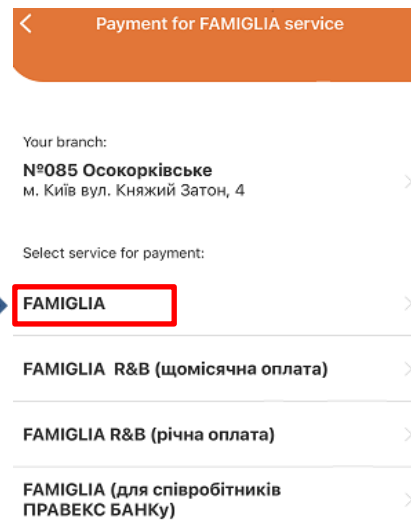 Payment for FAMIGLIA service
Your branch:
№085 Осокорківське
м. Київ вул. Княжий Затон, 4
Select service for payment:
FAMIGLIA
FAMIGLIA R&B (щомісячна оплата)
FAMIGLIA R&B (річна оплата)
FAMIGLIA (для співробітників
ПРАВЕКС БАНКу)